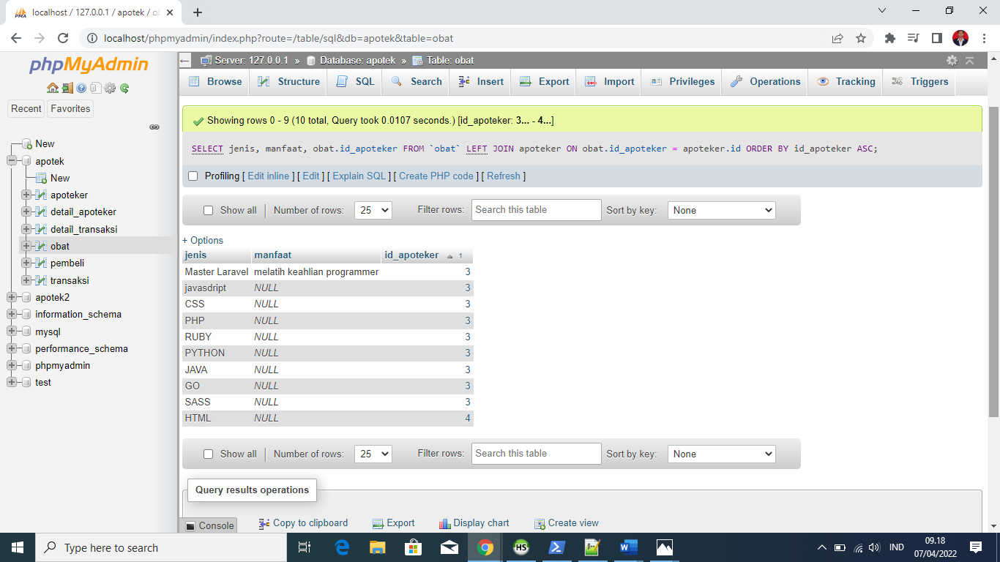 localhost / 127.0.0.1 / apotek / ob
localhost/phpmyadmin/index.php?route=/table/sql&db=apotek&table=obat
phpMyAdmin
Recent Favorites
New
apotek
New
apoteker
detail_apoteker
detail_transaksi
obat
pembeli
transaksi
apotek2
information_schema
mysql
performance_schema
phpmyadmin
test
Server: 127.0.0.1 » Database: apotek » Table: obat
Browse Structure SQL Search Insert Export Import Privileges Operations Tracking Triggers
Showing rows 0 - 9 (10 total, Query took 0.0107 seconds.) [id_apoteker: 3... - 4...]
SELECT jenis, manfaat, obat.id_apoteker FROM `obat` LEFT JOIN apoteker ON obat.id_apoteker = apoteker.id ORDER BY id_apoteker ASC;
Profiling [ Edit inline ] [ Edit ] [ Explain SQL ] [ Create PHP code ] [ Refresh ]
Show all Number of rows: 25 Filter rows: Search this table Sort by key: None
+ Options
jenis manfaat id_apoteker 1
Master Laravel melatih keahlian programmer 3
javasdript NULL 3
CSS NULL 3
PHP NULL 3
RUBY NULL 3
PYTHON NULL 3
JAVA NULL 3
GO NULL 3
SASS NULL 3
HTML NULL 4
Show all Number of rows: 25 Filter rows: Search this table Sort by key: None
Query results operations
Console Copy to clipboard Export Display chart Create view
Type here to search
HS
IND
09.18
07/04/2022